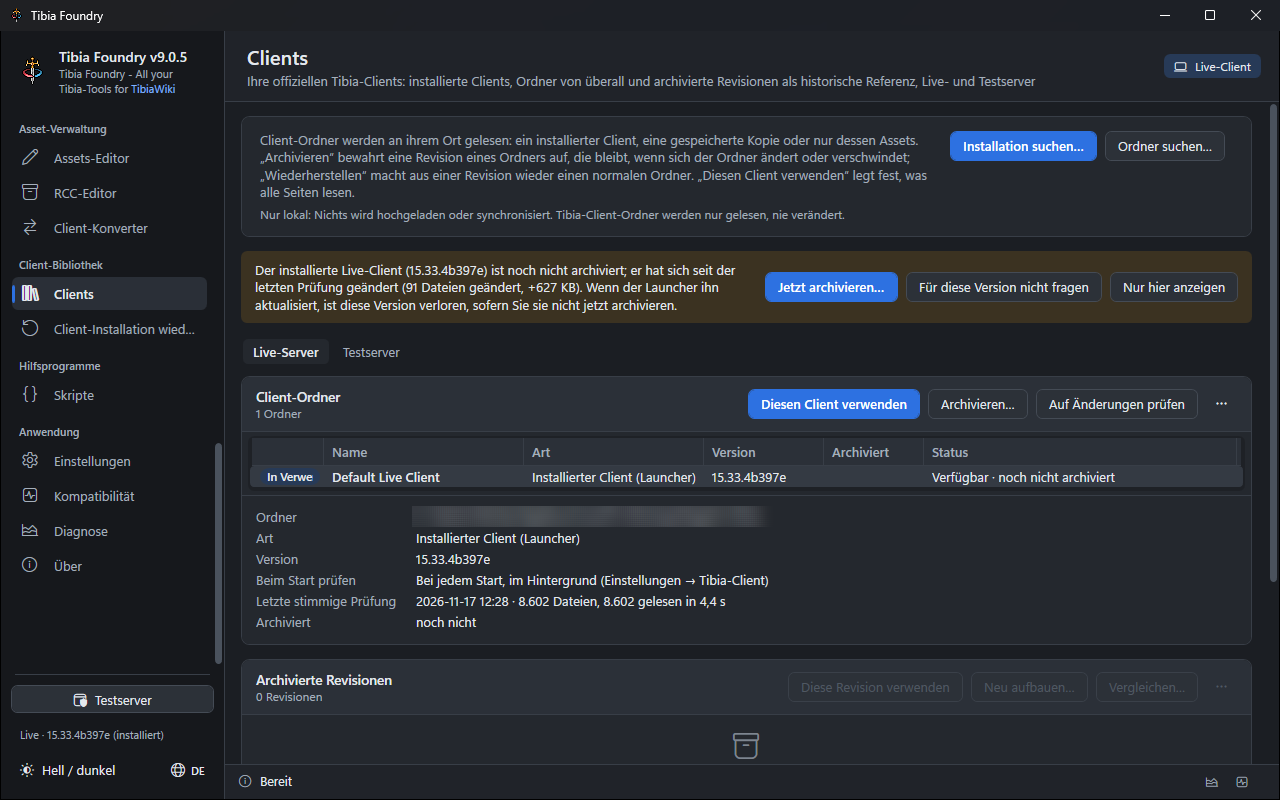 Tibia Foundry
Tibia Foundry v9.0.5
Tibia Foundry - All your
Tibia-Tools for TibiaWiki
Asset-Verwaltung
Assets-Editor
RCC-Editor
Client-Konverter
Client-Bibliothek
Clients
Client-Installation wied...
Hilfsprogramme
Skripte
Anwendung
Einstellungen
Kompatibilität
Diagnose
Über
Testserver
Live · 15.33.4b397e (installiert)
Hell / dunkel
DE
Clients
Ihre offiziellen Tibia-Clients: installierte Clients, Ordner von überall und archivierte Revisionen als historische Referenz, Live- und Testserver
Live-Client
Client-Ordner werden an ihrem Ort gelesen: ein installierter Client, eine gespeicherte Kopie oder nur dessen Assets.
„Archivieren“ bewahrt eine Revision eines Ordners auf, die bleibt, wenn sich der Ordner ändert oder verschwindet;
„Wiederherstellen“ macht aus einer Revision wieder einen normalen Ordner. „Diesen Client verwenden“ legt fest, was
alle Seiten lesen.
Nur lokal: Nichts wird hochgeladen oder synchronisiert. Tibia-Client-Ordner werden nur gelesen, nie verändert.
Installation suchen...
Ordner suchen...
Der installierte Live-Client (15.33.4b397e) ist noch nicht archiviert; er hat sich seit der
letzten Prüfung geändert (91 Dateien geändert, +627 KB). Wenn der Launcher ihn
aktualisiert, ist diese Version verloren, sofern Sie sie nicht jetzt archivieren.
Jetzt archivieren...
Für diese Version nicht fragen
Nur hier anzeigen
Live-Server
Testserver
Client-Ordner
1 Ordner
Diesen Client verwenden
Archivieren...
Auf Änderungen prüfen
...
Name Art Version Archiviert Status
In Verwe Default Live Client Installierter Client (Launcher) 15.33.4b397e Verfügbar · noch nicht archiviert
Ordner
Art Installierter Client (Launcher)
Version 15.33.4b397e
Beim Start prüfen Bei jedem Start, im Hintergrund (Einstellungen → Tibia-Client)
Letzte stimmige Prüfung 2026-11-17 12:28 · 8.602 Dateien, 8.602 gelesen in 4,4 s
Archiviert noch nicht
Archivierte Revisionen
0 Revisionen
Diese Revision verwenden
Neu aufbauen...
Vergleichen...
...
Bereit